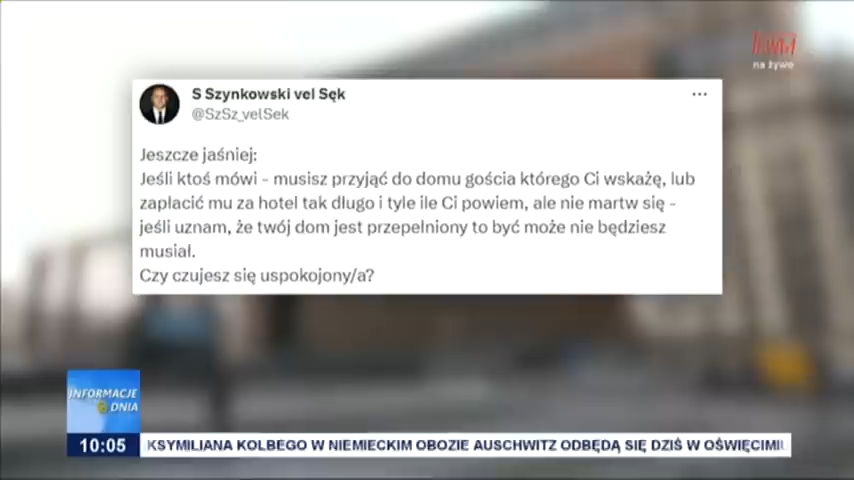 TRWAM
na żywo
S Szynkowski vel Sęk
@SzSz_velSek
Jeszcze jaśniej:
Jeśli ktoś mówi – musisz przyjąć do domu gościa którego Ci wskażę, lub
zapłacić mu za hotel tak długo i tyle ile Ci powiem, ale nie martw się –
jeśli uznam, że twój dom jest przepełniony to być może nie będziesz
musiał.
Czy czujesz się uspokojony/a?
INFORMACJE
DNIA
10:05
KSYMILIANA KOLBEGO W NIEMIECKIM OBOZIE AUSCHWITZ ODBĘDĄ SIĘ DZIŚ W OŚWIĘCIMIU